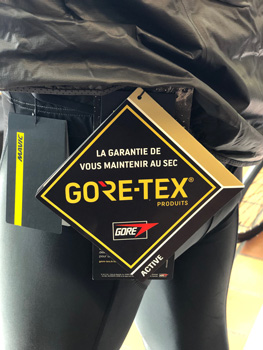 MAVIC
LA GARANTIE DE
VOUS MAINTENIR AU SEC
GORE-TEX®
PRODUITS
GORE
ACTIVE